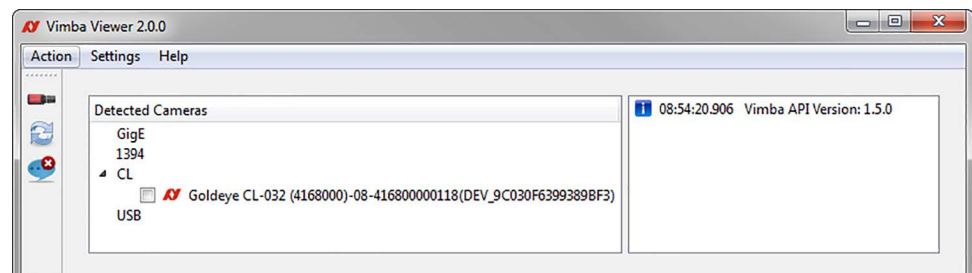 Vimba Viewer 2.0.0
Action Settings Help
Detected Cameras
GigE
1394
CL
Goldeye CL-032 (4168000)-08-416800000118(DEV_9C030F6399389BF3)
USB
08:54:20.906 Vimba API Version: 1.5.0